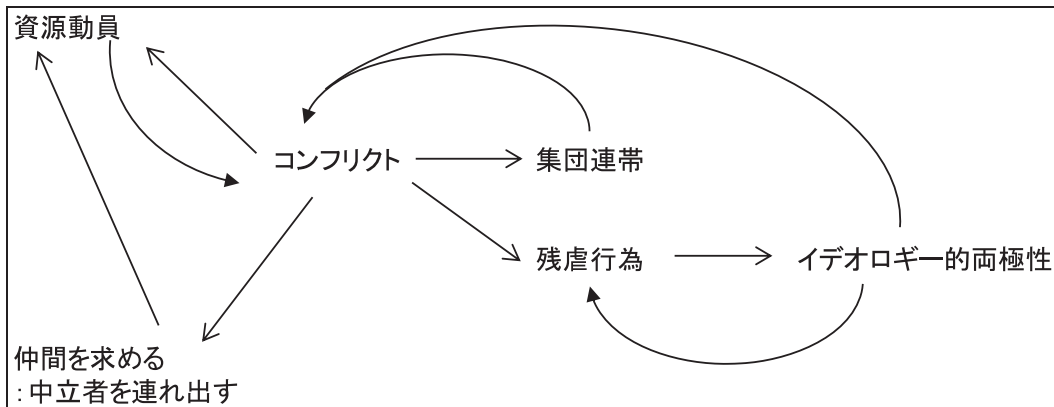 資源動員
コンフリクト
集団連帯
残虐行為
イデオロギー的両極性
仲間を求める
:中立者を連れ出す